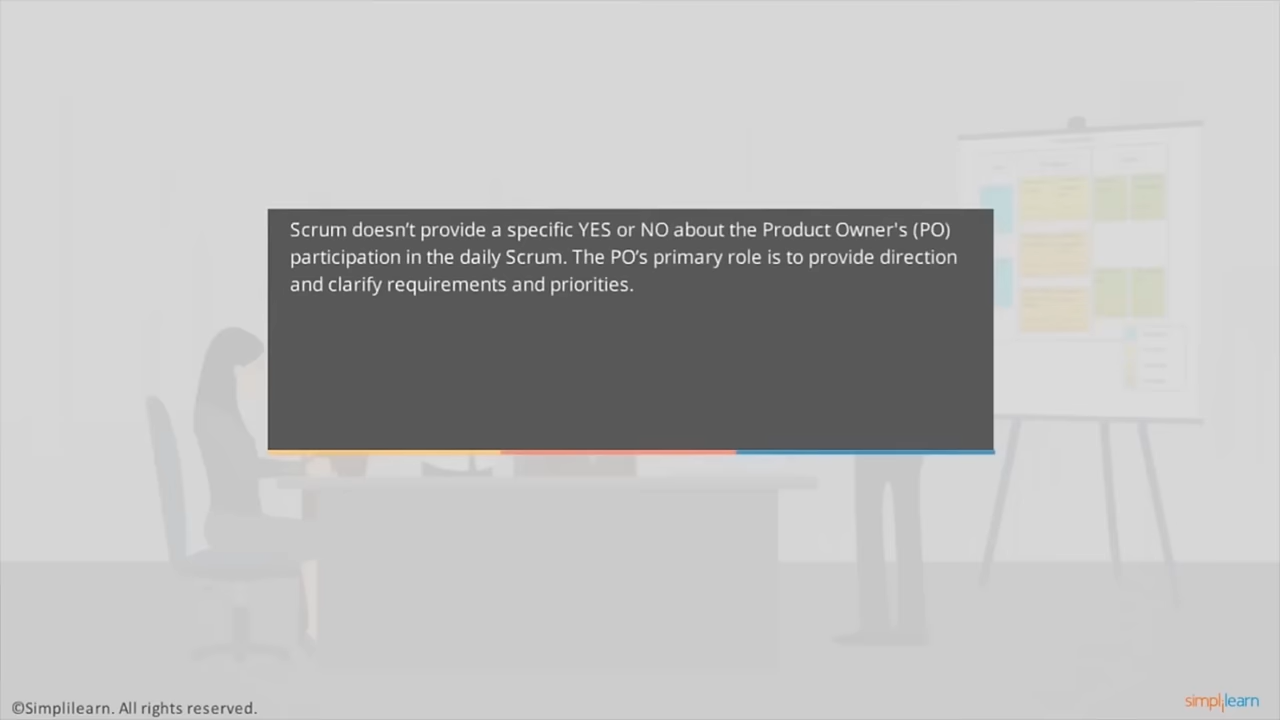 Scrum doesn’t provide a specific YES or NO about the Product Owner's (PO)
participation in the daily Scrum. The PO’s primary role is to provide direction
and clarify requirements and priorities.
©Simplilearn. All rights reserved.
simplilearn